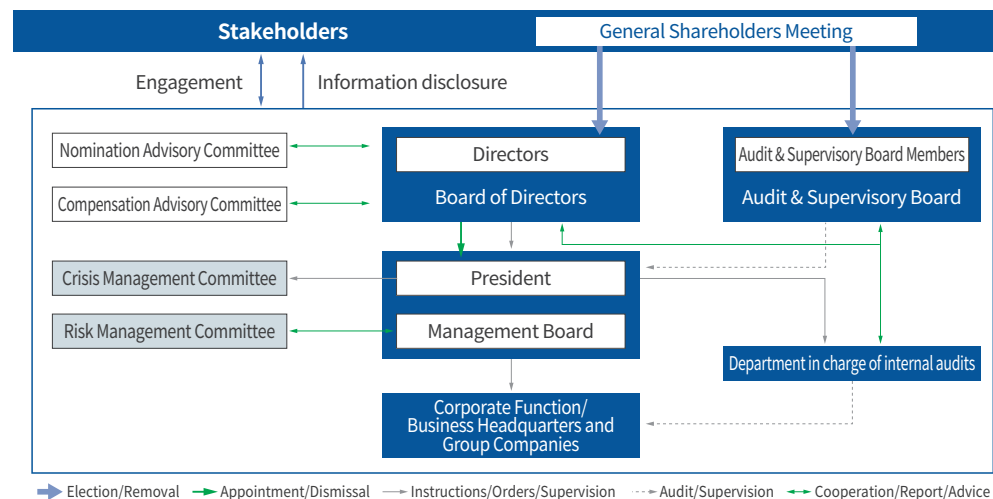 Stakeholders
General Shareholders Meeting
Engagement
Information disclosure
Nomination Advisory Committee
Directors
Audit & Supervisory Board Members
Compensation Advisory Committee
Board of Directors
Audit & Supervisory Board
Crisis Management Committee
President
Risk Management Committee
Management Board
Department in charge of internal audits
Corporate Function/
Business Headquarters and
Group Companies
Election/Removal
Appointment/Dismissal
Instructions/Orders/Supervision
Audit/Supervision
Cooperation/Report/Advice